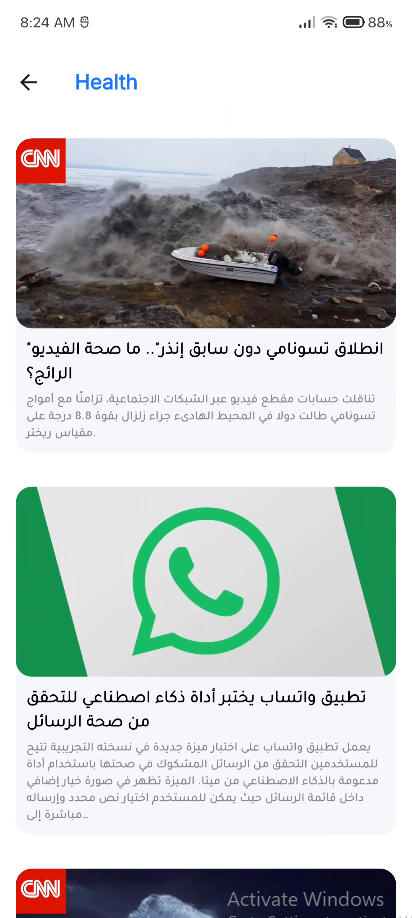 8:24 AM
88%
Health
CNN
"انطلاق تسونامي دون سابق إنذر".. ما صحة الفيديو
الرائج؟
تناقلت حسابات مقطع فيديو عبر الشبكات الاجتماعية، تزامنًا مع أمواج
تسونامي طالت دولا في المحيط الهادىء جراء زلزال بقوة 8.8 درجة على
مقياس ريختر.
تطبيق واتساب يختبر أداة ذكاء اصطناعي للتحقق
من صحة الرسائل
يعمل تطبيق واتساب على اختبار ميزة جديدة في نسخته التجريبية تتيح
للمستخدمين التحقق من الرسائل المشكوك في صحتها باستخدام أداة
مدعومة بالذكاء الاصطناعي من ميتا. الميزة تظهر في صورة خيار إضافي
داخل قائمة الرسائل حيث يمكن للمستخدم اختيار نص محدد وإرساله
مباشرة إلى…
CNN
Activate Windows